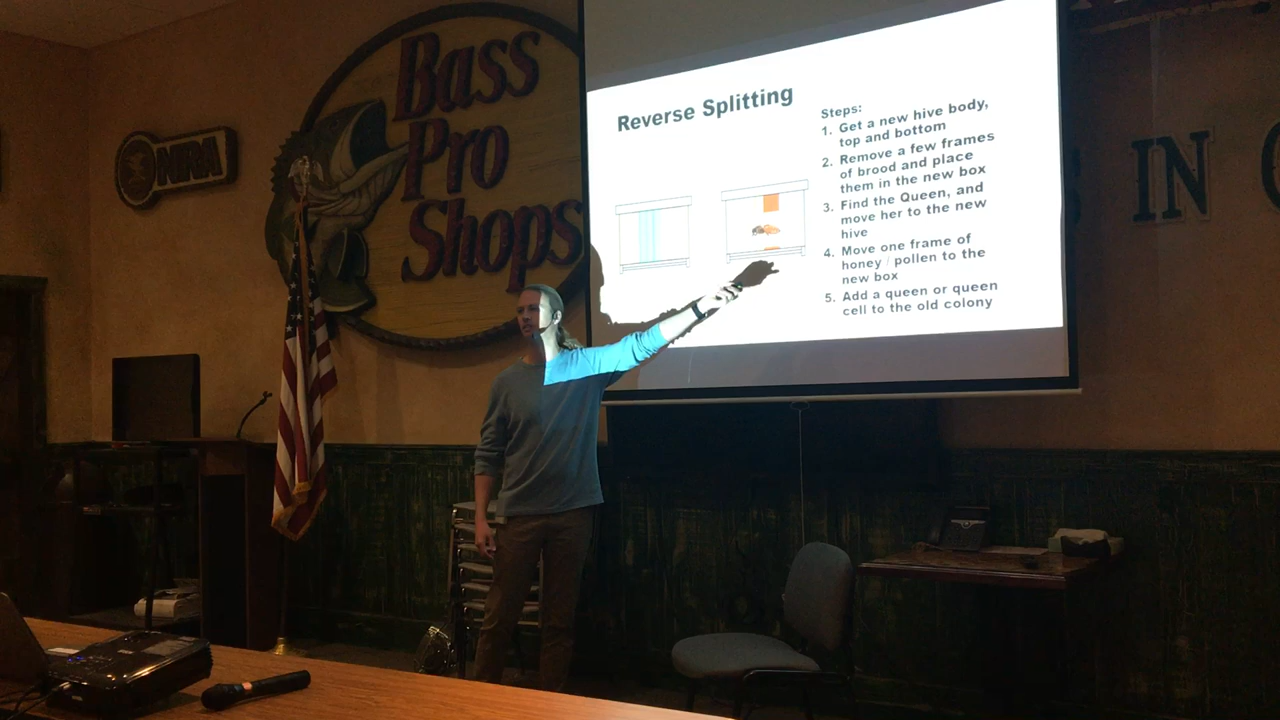 NRA
Bass
Pro
Shops
Reverse Splitting
Steps:
1. Get a new hive body,
top and bottom
2. Remove a few frames
of brood and place
them in the new box
3. Find the Queen, and
move her to the new
hive
4. Move one frame of
honey / pollen to the
new box
5. Add a queen or queen
cell to the old colony
IN